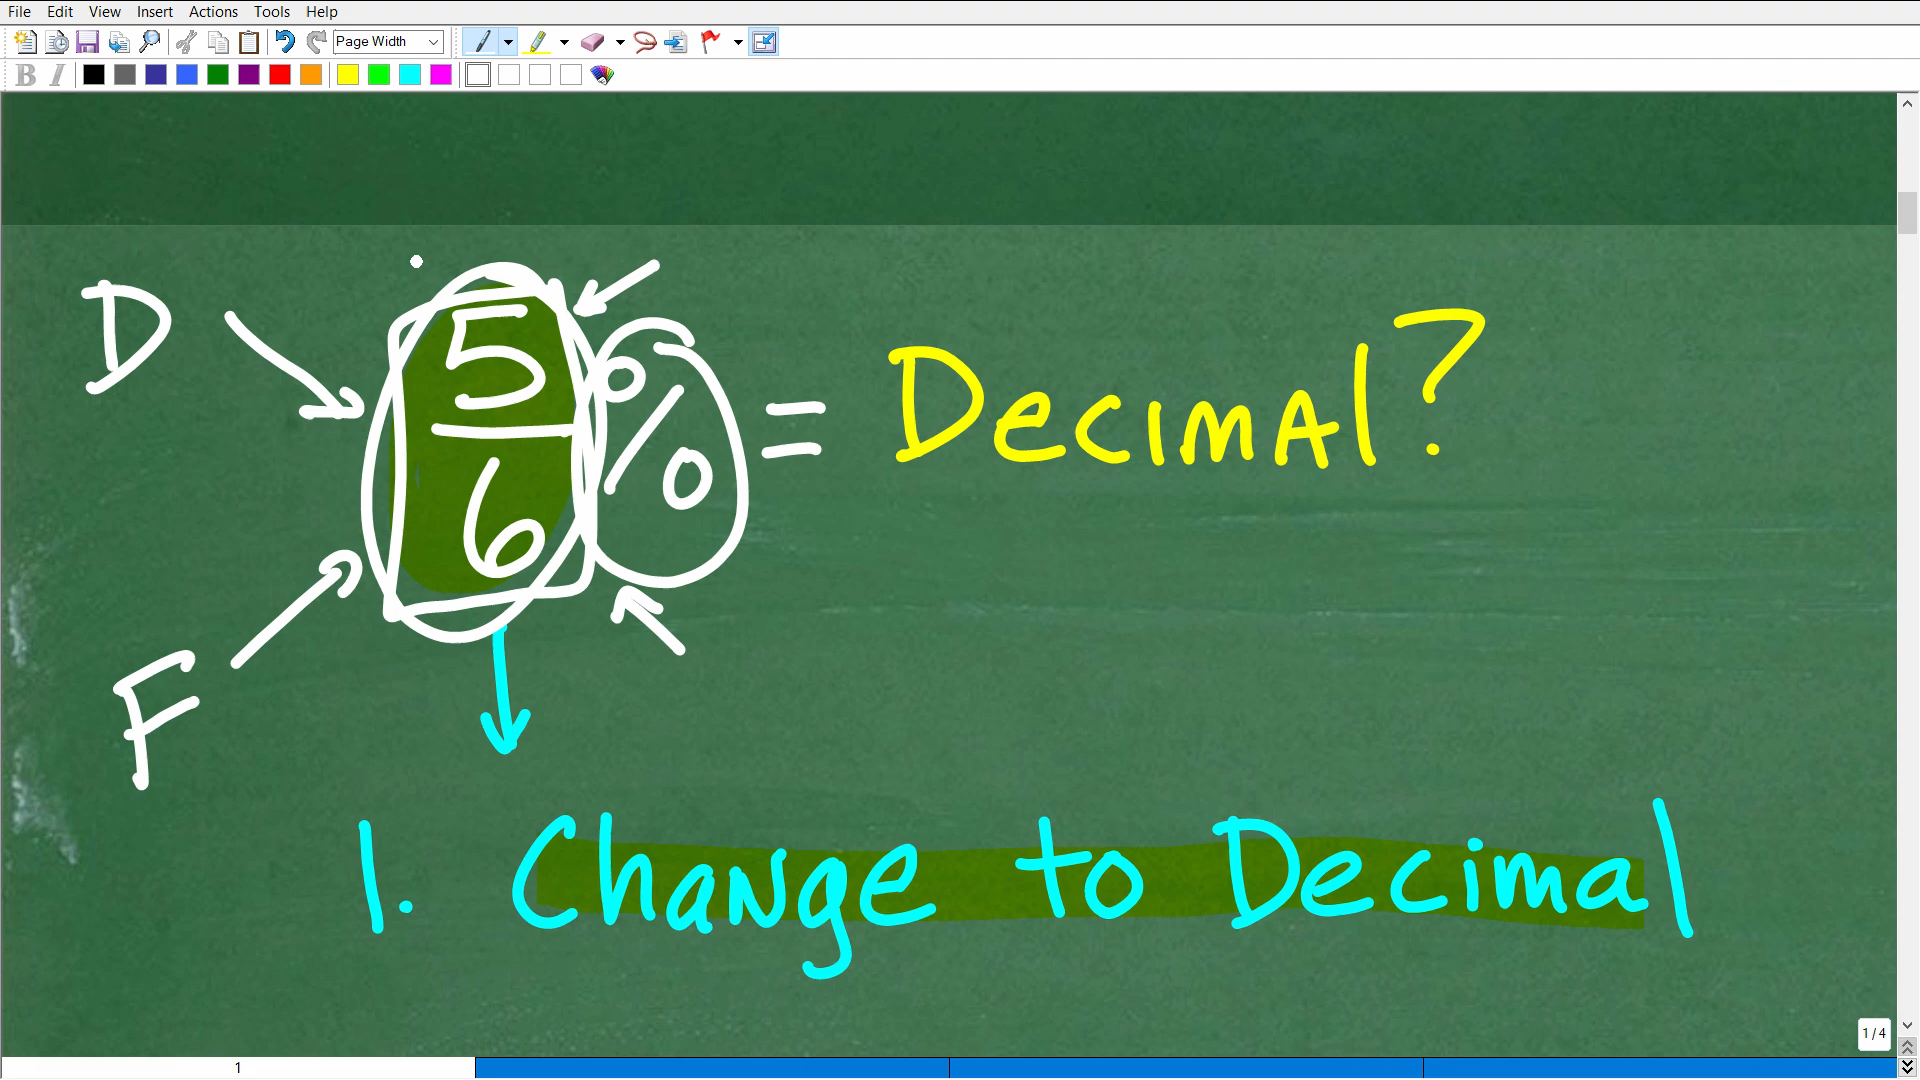 File Edit View Insert Actions Tools Help
Page Width
B I
D
5/6 % = Decimal?
F
1. Change to Decimal
1 / 4
1